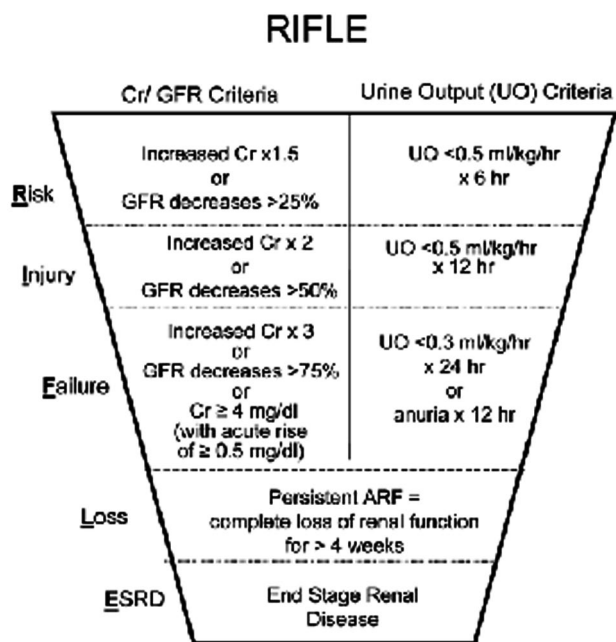 RIFLE
Cr/ GFR Criteria
Urine Output (UO) Criteria
Risk
Increased Cr x1.5
or
GFR decreases >25%
UO <0.5 ml/kg/hr
x 6 hr
Injury
Increased Cr x 2
or
GFR decreases >50%
UO <0.5 ml/kg/hr
x 12 hr
Failure
Increased Cr x 3
or
GFR decreases >75%
or
Cr ≥ 4 mg/dl
(with acute rise
of ≥ 0.5 mg/dl)
UO <0.3 ml/kg/hr
x 24 hr
or
anuria x 12 hr
Loss
Persistent ARF =
complete loss of renal function
for > 4 weeks
ESRD
End Stage Renal
Disease